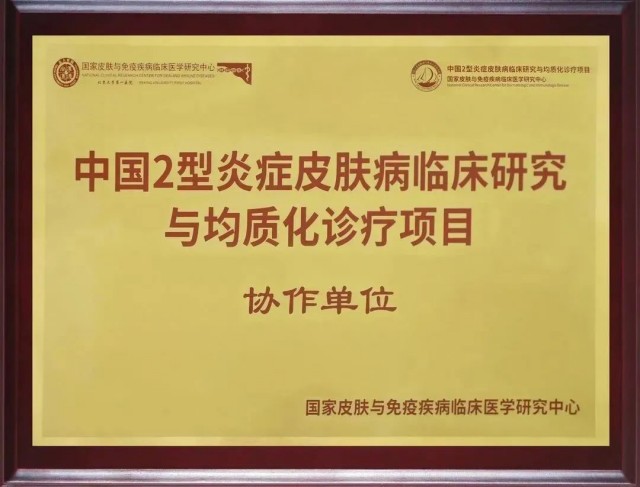 国家皮肤与免疫疾病临床医学研究中心
中国2型炎症皮肤病临床研究与均质化诊疗项目
国家皮肤与免疫疾病临床医学研究中心
中国2型炎症皮肤病临床研究
与均质化诊疗项目
协作单位
国家皮肤与免疫疾病临床医学研究中心